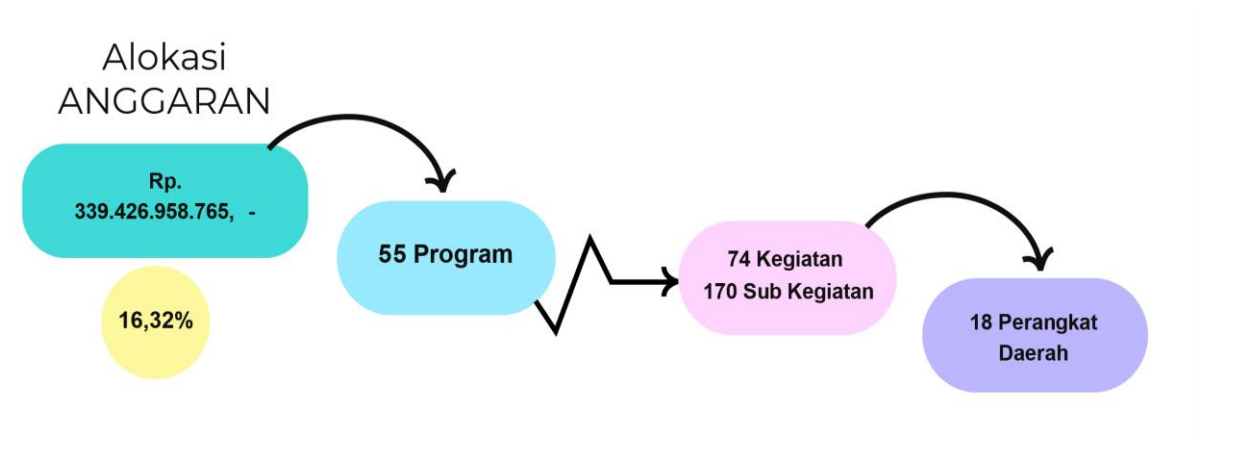 Alokasi
ANGGARAN
Rp.
339.426.958.765, -
16,32%
55 Program
74 Kegiatan
170 Sub Kegiatan
18 Perangkat
Daerah